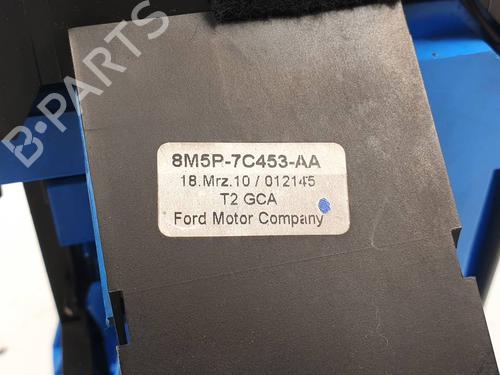 B-PARTS
8M5P-7C453-AA
18.Mrz.10 / 012145
T2 GCA
Ford Motor Company